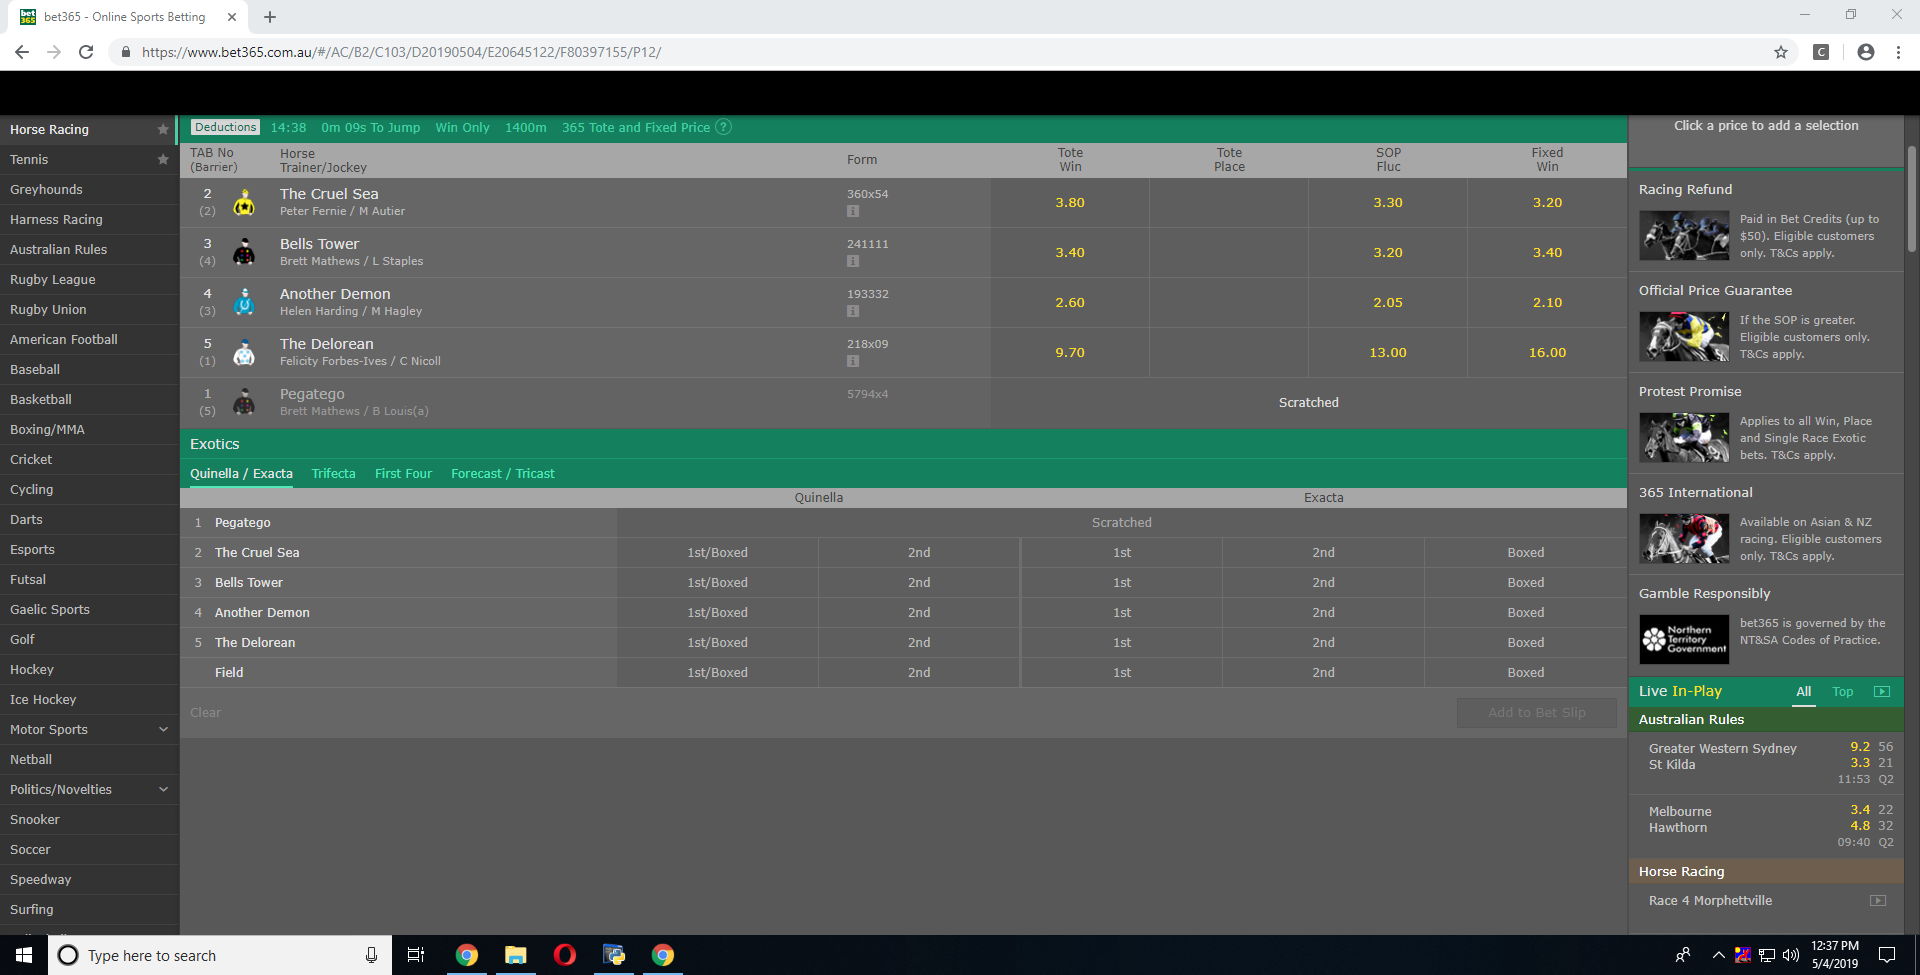 bet365 - Online Sports Betting
https://www.bet365.com.au/#/AC/B2/C103/D20190504/E20645122/F80397155/P12/
Horse Racing
Tennis
Greyhounds
Harness Racing
Australian Rules
Rugby League
Rugby Union
American Football
Baseball
Basketball
Boxing/MMA
Cricket
Cycling
Darts
Esports
Futsal
Gaelic Sports
Golf
Hockey
Ice Hockey
Motor Sports
Netball
Politics/Novelties
Snooker
Soccer
Speedway
Surfing
Deductions 14:38 0m 09s To Jump Win Only 1400m 365 Tote and Fixed Price ?
TAB No Horse Form Tote Tote SOP Fixed
(Barrier) Trainer/Jockey Win Place Fluc Win
2 The Cruel Sea 360x54 3.80 3.30 3.20
(2) Peter Fernie / M Autier
3 Bells Tower 241111 3.40 3.20 3.40
(4) Brett Mathews / L Staples
4 Another Demon 193332 2.60 2.05 2.10
(3) Helen Harding / M Hagley
5 The Delorean 218x09 9.70 13.00 16.00
(1) Felicity Forbes-Ives / C Nicoll
1 Pegatego 5794x4 Scratched
(5) Brett Mathews / B Louis(a)
Exotics
Quinella / Exacta Trifecta First Four Forecast / Tricast
Quinella Exacta
1 Pegatego Scratched
2 The Cruel Sea 1st/Boxed 2nd 1st 2nd Boxed
3 Bells Tower 1st/Boxed 2nd 1st 2nd Boxed
4 Another Demon 1st/Boxed 2nd 1st 2nd Boxed
5 The Delorean 1st/Boxed 2nd 1st 2nd Boxed
Field 1st/Boxed 2nd 1st 2nd Boxed
Clear Add to Bet Slip
Click a price to add a selection
Racing Refund
Paid in Bet Credits (up to
$50). Eligible customers
only. T&Cs apply.
Official Price Guarantee
If the SOP is greater.
Eligible customers only.
T&Cs apply.
Protest Promise
Applies to all Win, Place
and Single Race Exotic
bets. T&Cs apply.
365 International
Available on Asian & NZ
racing. Eligible customers
only. T&Cs apply.
Gamble Responsibly
Northern
Territory
Government
bet365 is governed by the
NT&SA Codes of Practice.
Live In-Play All Top
Australian Rules
Greater Western Sydney 9.2 56
St Kilda 3.3 21
11:53 Q2
Melbourne 3.4 22
Hawthorn 4.8 32
09:40 Q2
Horse Racing
Race 4 Morphettville
Type here to search
12:37 PM
5/4/2019